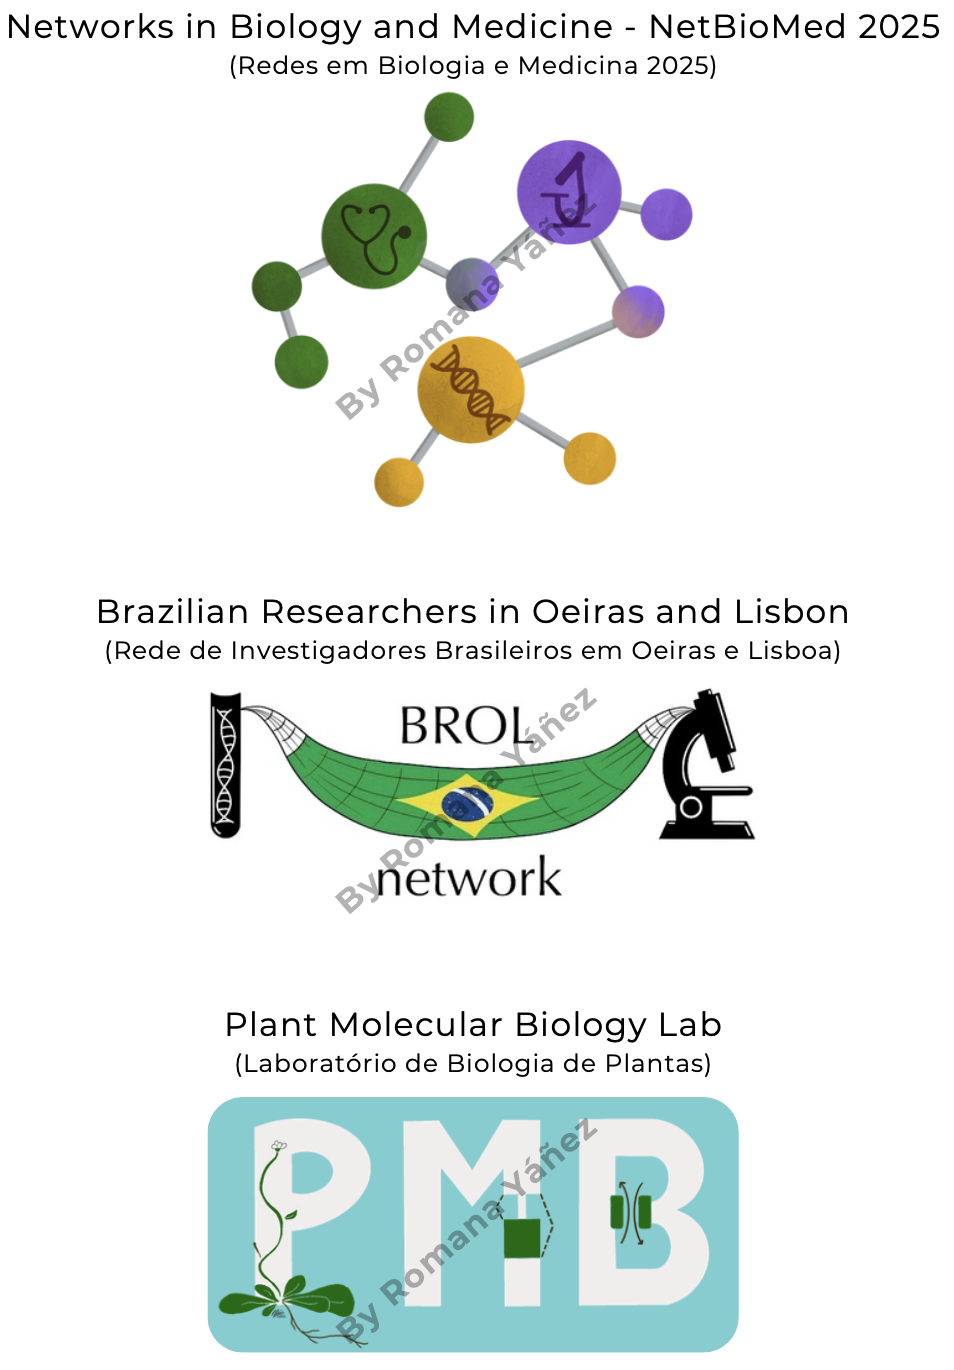 Networks in Biology and Medicine - NetBioMed 2025
(Redes em Biologia e Medicina 2025)
By Romana Yáñez
Brazilian Researchers in Oeiras and Lisbon
(Rede de Investigadores Brasileiros em Oeiras e Lisboa)
BROL
By Romana Yáñez
network
Plant Molecular Biology Lab
(Laboratório de Biologia de Plantas)
PMB
By Romana Yáñez